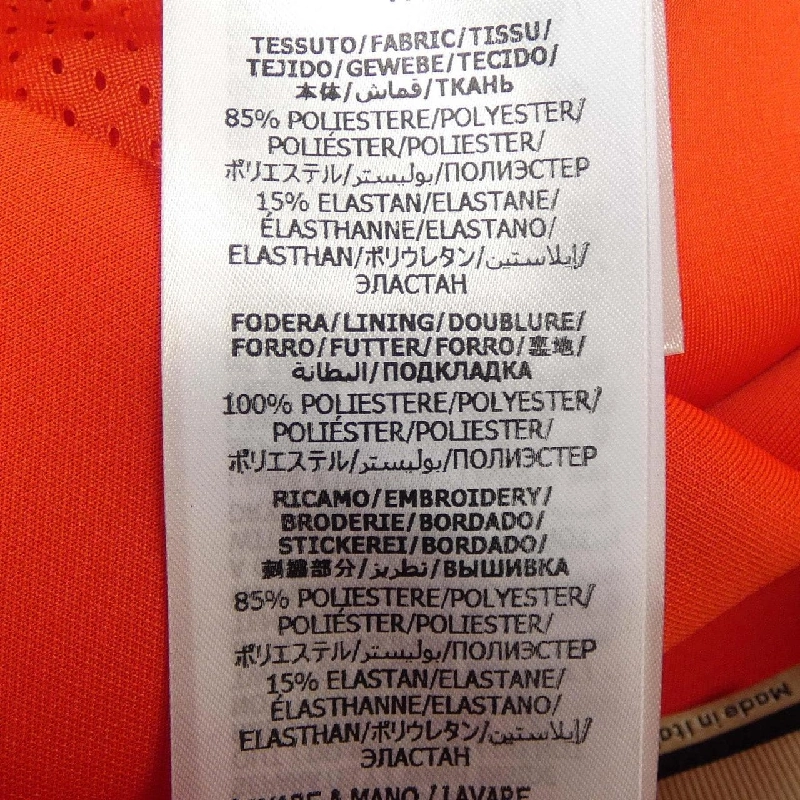 TESSUTO/FABRIC/TISSU/
TEJIDO/GEWEBE/TECIDO/
本体/قماش/ТКАНЬ
85% POLIESTERE/POLYESTER/
POLIÉSTER/POLIESTER/
ポリエステル/بوليستر/ПОЛИЭСТЕР
15% ELASTAN/ELASTANE/
ÉLASTHANNE/ELASTANO/
ELASTHAN/ポリウレタン/إيلاستين/
ЭЛАСТАН
FODERA/LINING/DOUBLURE/
FORRO/FUTTER/FORRO/裏地/
البطانة/ПОДКЛАДКА
100% POLIESTERE/POLYESTER/
POLIÉSTER/POLIESTER/
ポリエステル/بوليستر/ПОЛИЭСТЕР
RICAMO/EMBROIDERY/
BRODERIE/BORDADO/
STICKEREI/BORDADO/
刺繍部分/تطريز/ВЫШИВКА
85% POLIESTERE/POLYESTER/
POLIÉSTER/POLIESTER/
ポリエステル/بوليستر/ПОЛИЭСТЕР
15% ELASTAN/ELASTANE/
ÉLASTHANNE/ELASTANO/
ELASTHAN/ポリウレタン/إيلاستين/
ЭЛАСТАН
LAVARE A MANO/LAVARE
Made in